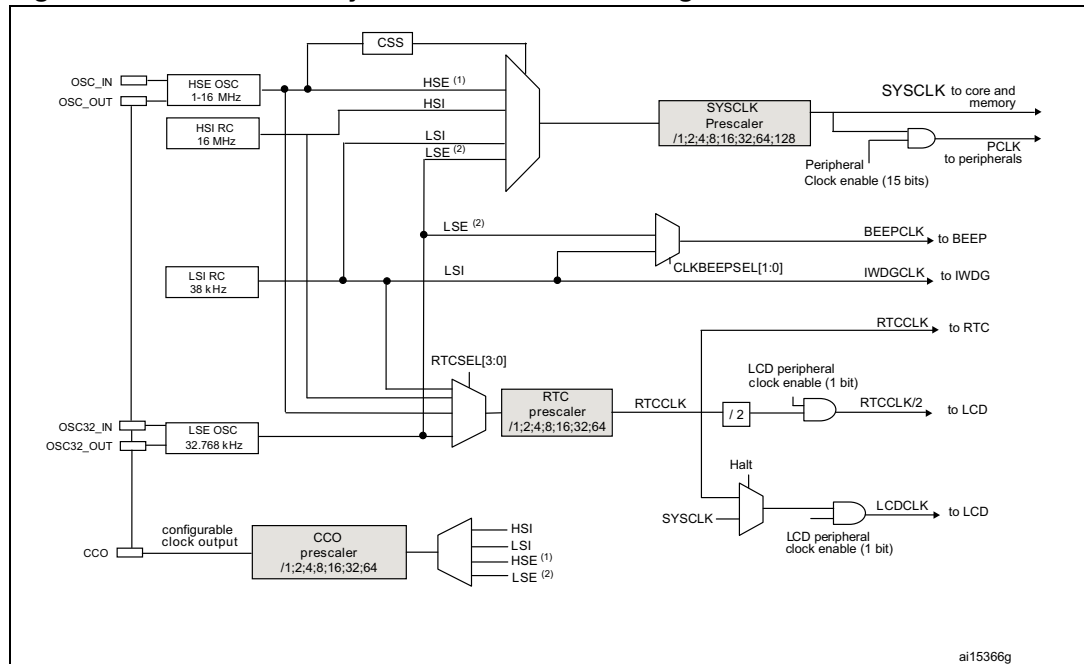 CSS
OSC_IN
OSC_OUT
HSE OSC
1-16 MHz
HSE (1)
HSI RC
16 MHz
HSI
LSI
LSE (2)
SYSCLK
Prescaler
/1;2;4;8;16;32;64;128
SYSCLK to core and
memory
PCLK
to peripherals
Peripheral
Clock enable (15 bits)
LSE (2)
CLKBEEPSEL[1:0]
BEEPCLK
to BEEP
LSI RC
38 kHz
LSI
IWDGCLK
to IWDG
RTCSEL[3:0]
RTC
prescaler
/1;2;4;8;16;32;64
RTCCLK
RTCCLK
to RTC
LCD peripheral
clock enable (1 bit)
/ 2
RTCCLK/2
to LCD
OSC32_IN
OSC32_OUT
LSE OSC
32.768 kHz
Halt
SYSCLK
LCDCLK
to LCD
LCD peripheral
clock enable (1 bit)
CCO
configurable
clock output
CCO
prescaler
/1;2;4;8;16;32;64
HSI
LSI
HSE (1)
LSE (2)
ai15366g